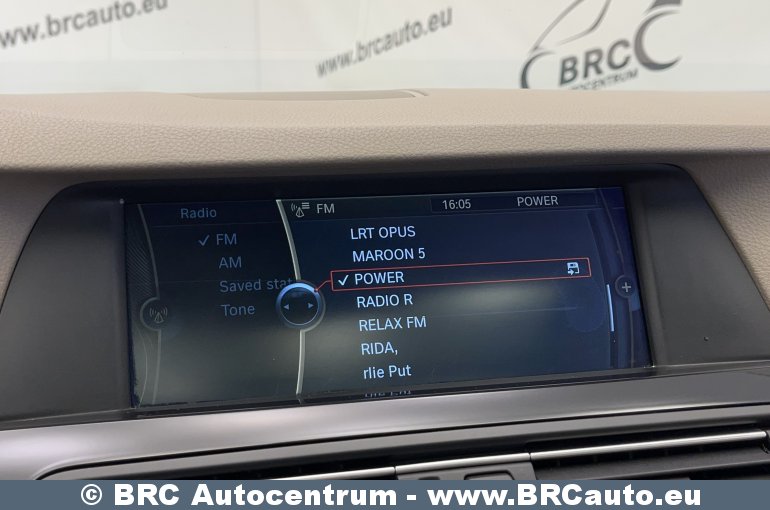 www.brcauto.eu
www.brcauto.eu
BRC
AUTOCENTRUM
Radio
FM
16:05
POWER
✓ FM
AM
Saved stat
Tone
LRT OPUS
MAROON 5
✓ POWER
RADIO R
RELAX FM
RIDA,
rlie Put
© BRC Autocentrum - www.BRCauto.eu